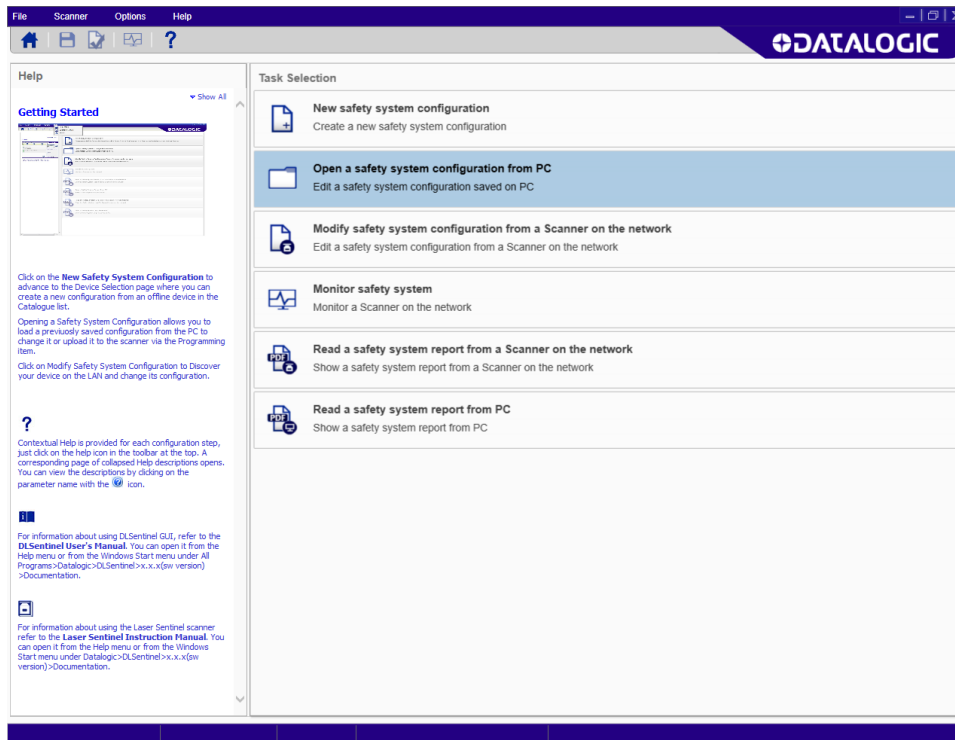 File Scanner Options Help
?
DATALOGIC
Help
Show All
Getting Started
Click on the New Safety System Configuration to
advance to the Device Selection page where you can
create a new configuration from an offline device in the
Catalogue list.
Opening a Safety System Configuration allows you to
load a previuosly saved configuration from the PC to
change it or upload it to the scanner via the Programming
item.
Click on Modify Safety System Configuration to Discover
your device on the LAN and change its configuration.
?
Contextual Help is provided for each configuration step,
just click on the help icon in the toolbar at the top. A
corresponding page of collapsed Help descriptions opens.
You can view the descriptions by clicking on the
parameter name with the ? icon.
For information about using DLSentinel GUI, refer to the
DLSentinel User's Manual. You can open it from the
Help menu or from the Windows Start menu under All
Programs>Datalogic>DLSentinel>x.x.x(sw version)
>Documentation.
For information about using the Laser Sentinel scanner
refer to the Laser Sentinel Instruction Manual. You
can open it from the Help menu or from the Windows
Start menu under Datalogic>DLSentinel>x.x.x(sw
version)>Documentation.
Task Selection
New safety system configuration
Create a new safety system configuration
Open a safety system configuration from PC
Edit a safety system configuration saved on PC
Modify safety system configuration from a Scanner on the network
Edit a safety system configuration from a Scanner on the network
Monitor safety system
Monitor a Scanner on the network
PDF
Read a safety system report from a Scanner on the network
Show a safety system report from a Scanner on the network
PDF
Read a safety system report from PC
Show a safety system report from PC